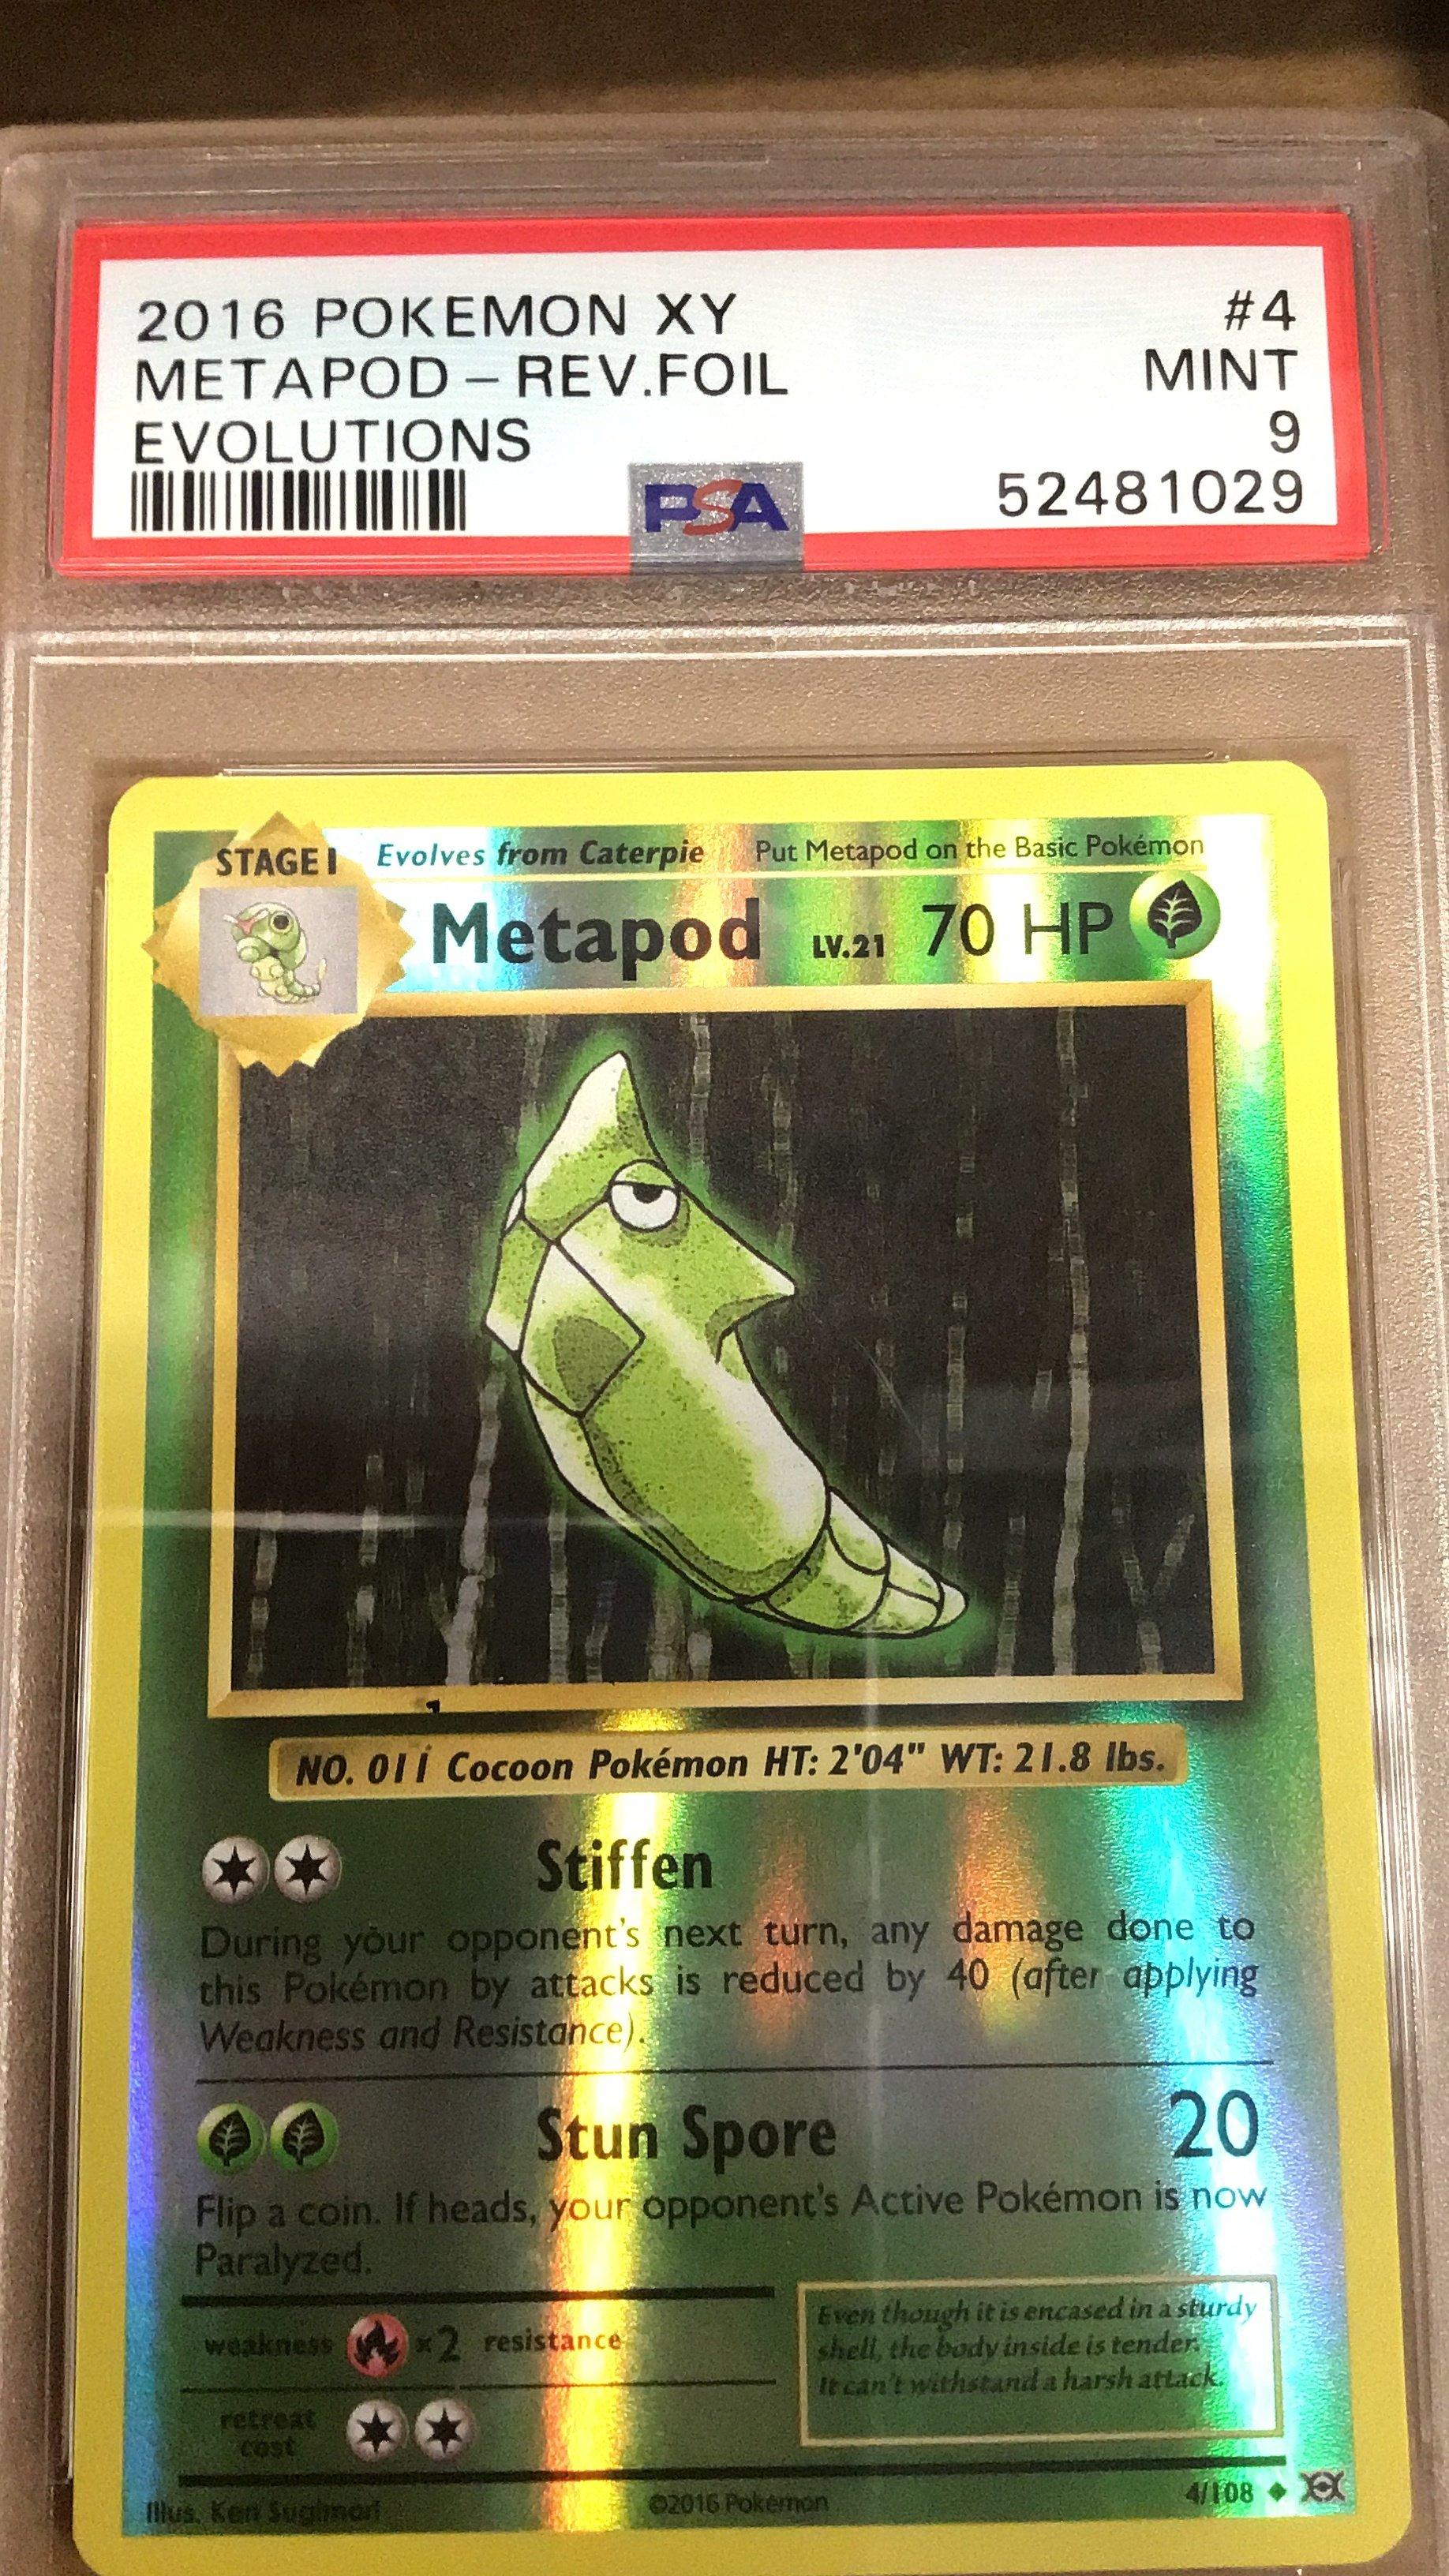 2016 POKEMON XY #4
METAPOD – REV.FOIL MINT
EVOLUTIONS 9
PSA 52481029
STAGE 1 Evolves from Caterpie Put Metapod on the Basic Pokémon
Metapod LV.21 70 HP
NO. 011 Cocoon Pokémon HT: 2'04" WT: 21.8 lbs.
Stiffen
During your opponent's next turn, any damage done to
this Pokémon by attacks is reduced by 40 (after applying
Weakness and Resistance).
Stun Spore 20
Flip a coin. If heads, your opponent's Active Pokémon is now
Paralyzed.
weakness ×2 resistance
retreat
cost
Even though it is encased in a sturdy
shell, the body inside is tender.
It can't withstand a harsh attack.
Illus. Ken Sugimori ©2016 Pokémon 4/108